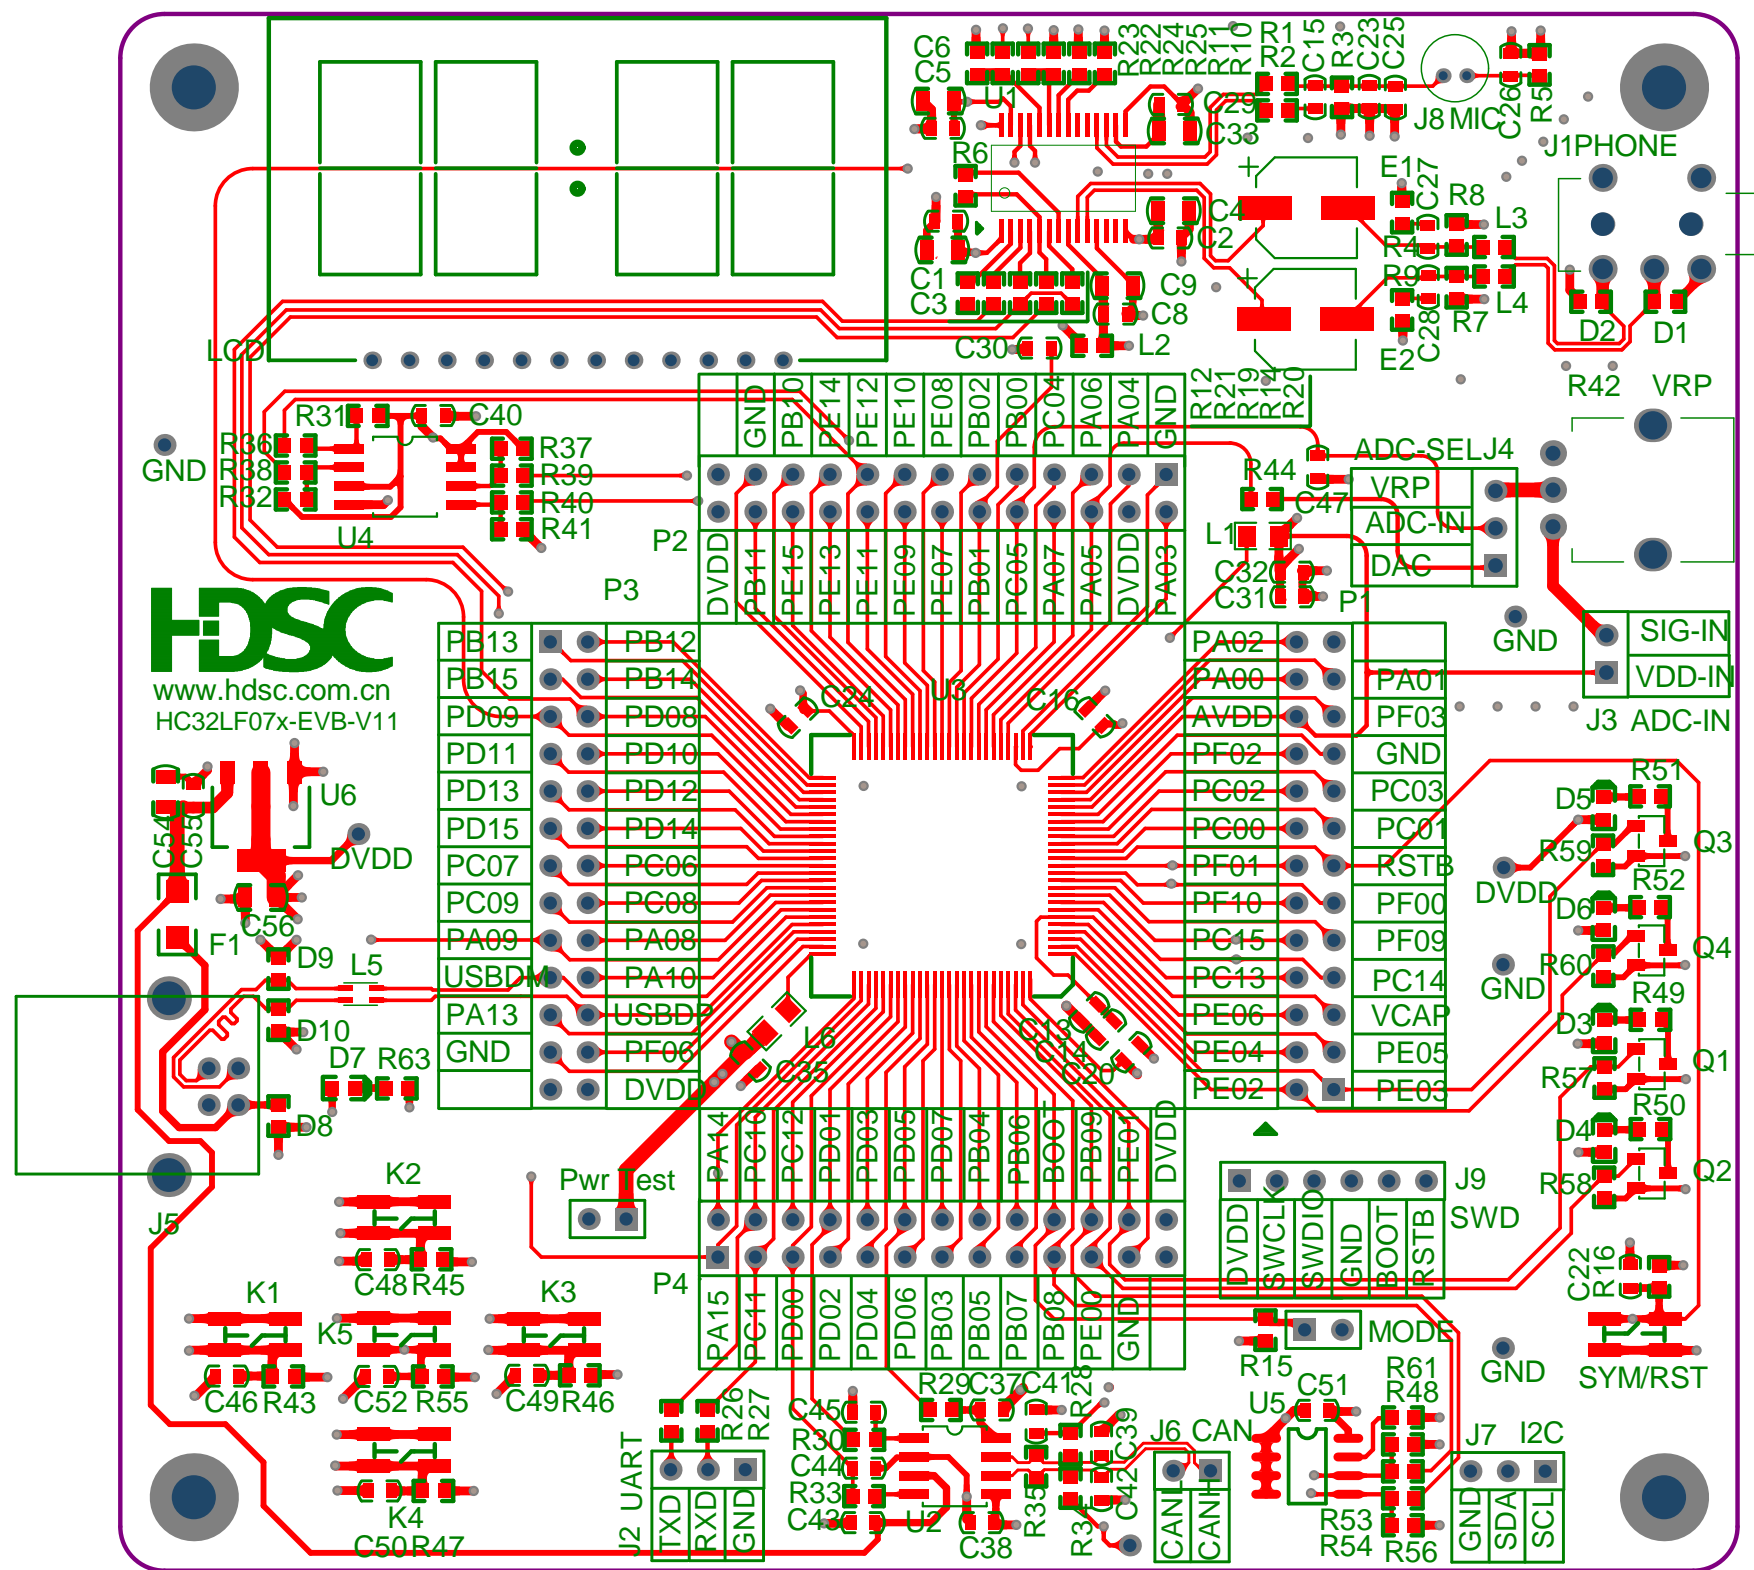 C6
C5
U1
R23
R22
R24
R25
R11
R10
R1
R2
C15
R3
C23
C25
J8 MIC
C26
R5
J1PHONE
C29
C33
R6
E1
C27
R8
L3
C4
C2
R4
R9
C1
C3
C9
C8
C28
R7
L4
E2
D2
D1
LCD
C30
L2
R12
R21
R19
R14
R20
R42
VRP
R31
C40
R36
R38
R32
R37
R39
R40
R41
U4
GND
GND
PB10
PE14
PE12
PE10
PE08
PB02
PB00
PC04
PA06
PA04
GND
P2
DVDD
PB11
PE15
PE13
PE11
PE09
PE07
PB01
PC05
PA07
PA05
DVDD
PA03
R44
C47
ADC-SELJ4
VRP
ADC-IN
DAC
L1
C32
C31
P1
P3
GND
SIG-IN
VDD-IN
J3
ADC-IN
HDSC
www.hdsc.com.cn
HC32LF07x-EVB-V11
PB13
PB12
PB15
PB14
PD09
PD08
PD11
PD10
PD13
PD12
PD15
PD14
PC07
PC06
PC09
PC08
PA09
PA08
USBDM
PA10
PA13
USBDP
GND
PF06
DVDD
C24
U3
C16
PA02
PA00
PA01
AVDD
PF03
PF02
GND
PC02
PC03
PC00
PC01
PF01
RSTB
PF10
PF00
PC15
PF09
PC13
PC14
PE06
VCAP
PE04
PE05
PE02
PE03
U6
C54
C55
DVDD
C56
F1
D9
L5
D10
D7
R63
D8
J5
L6
C35
C13
C14
C20
R51
D5
Q3
R59
DVDD
R52
D6
Q4
R60
GND
R49
D3
Q1
R57
R50
D4
Q2
R58
Pwr Test
PA14
PC10
PC12
PD01
PD03
PD05
PD07
PB04
PB06
BOOT
PB09
PE01
DVDD
P4
PA15
PC11
PD00
PD02
PD04
PD06
PB03
PB05
PB07
PB08
PE00
GND
J9
SWD
DVDD
SWCLK
SWDIO
GND
BOOT
RSTB
K2
C48
R45
K1
K5
K3
C46
R43
C52
R55
C49
R46
K4
C50
R47
C22
R16
MODE
R15
GND
SYM/RST
R26
R27
J2 UART
TXD
RXD
GND
C45
R30
C44
R33
C43
R29
C37
C41
R28
C39
U2
C38
R35
R34
C42
J6 CAN
CANL
CANH
U5
C51
R61
R48
R53
R54
R56
J7
I2C
GND
SDA
SCL